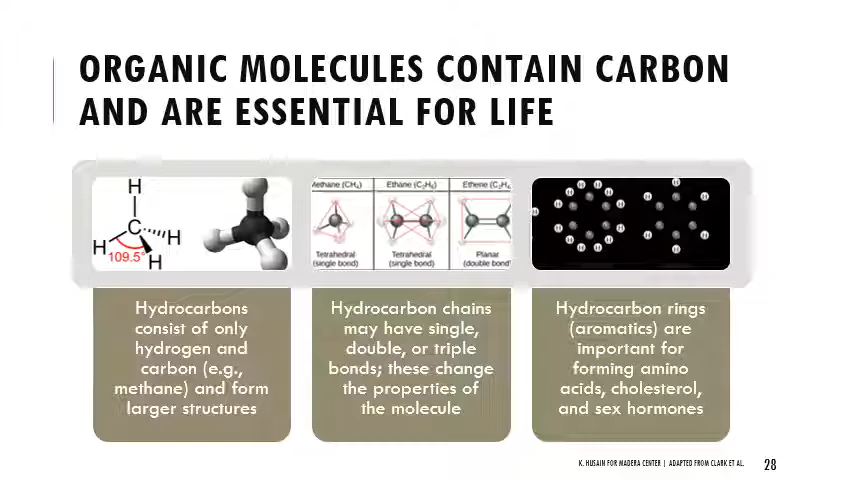 ORGANIC MOLECULES CONTAIN CARBON
AND ARE ESSENTIAL FOR LIFE
H
C
H
H
H
109.5°
Methane (CH₄)
Ethane (C₂H₆)
Ethene (C₂H₄
Tetrahedral
(single bond)
Tetrahedral
(single bond)
Planar
(double bond
Hydrocarbons
consist of only
hydrogen and
carbon (e.g.,
methane) and form
larger structures
Hydrocarbon chains
may have single,
double, or triple
bonds; these change
the properties of
the molecule
Hydrocarbon rings
(aromatics) are
important for
forming amino
acids, cholesterol,
and sex hormones
K. HUSAIN FOR MADERA CENTER | ADAPTED FROM CLARK ET AL.
28